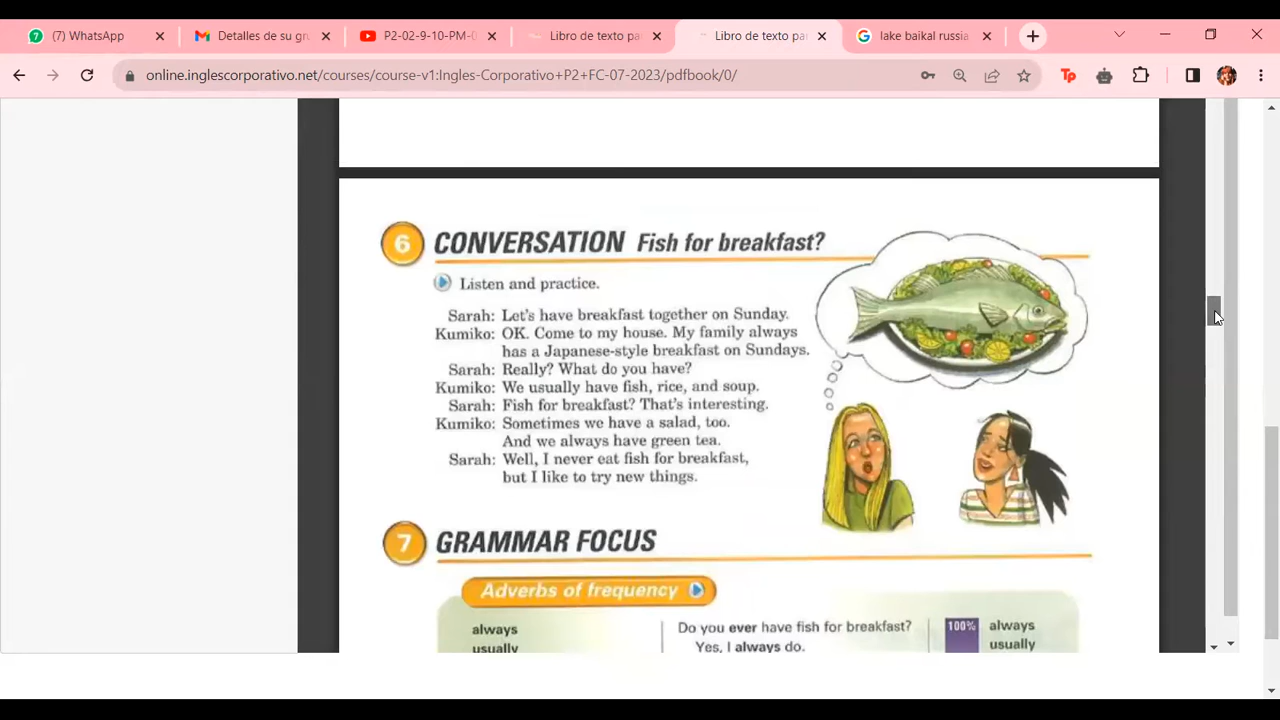 (7) WhatsApp
Detalles de su gru
P2-02-9-10-PM-0
Libro de texto pa
Libro de texto pa
lake baikal russia
online.inglescorporativo.net/courses/course-v1:Ingles-Corporativo+P2+FC-07-2023/pdfbook/0/
6 CONVERSATION Fish for breakfast?
Listen and practice.
Sarah: Let's have breakfast together on Sunday.
Kumiko: OK. Come to my house. My family always
has a Japanese-style breakfast on Sundays.
Sarah: Really? What do you have?
Kumiko: We usually have fish, rice, and soup.
Sarah: Fish for breakfast? That's interesting.
Kumiko: Sometimes we have a salad, too.
And we always have green tea.
Sarah: Well, I never eat fish for breakfast,
but I like to try new things.
7 GRAMMAR FOCUS
Adverbs of frequency
always
usually
Do you ever have fish for breakfast?
Yes, I always do.
100% always
usually